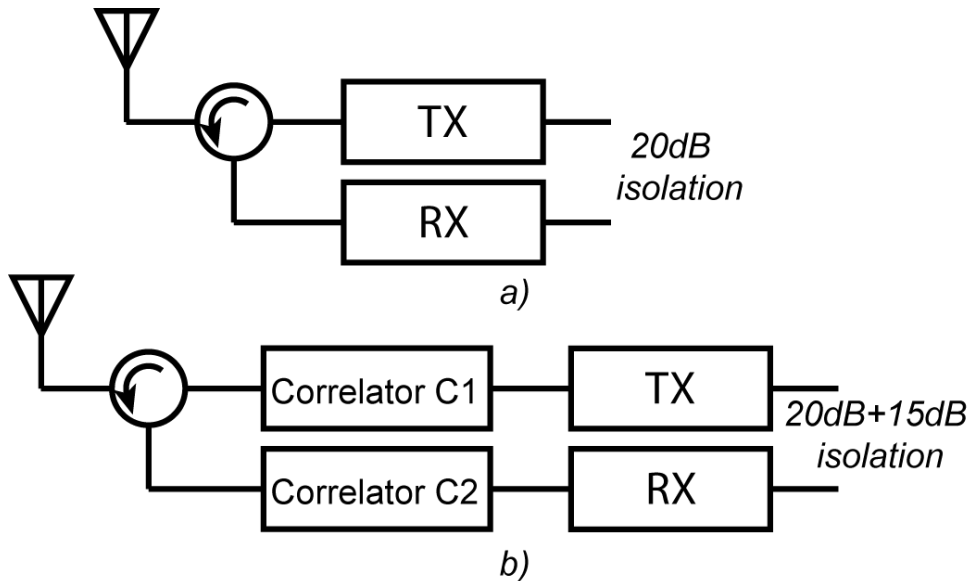 TX
20dB
isolation
RX
a)
Correlator C1
TX
20dB+15dB
isolation
Correlator C2
RX
b)